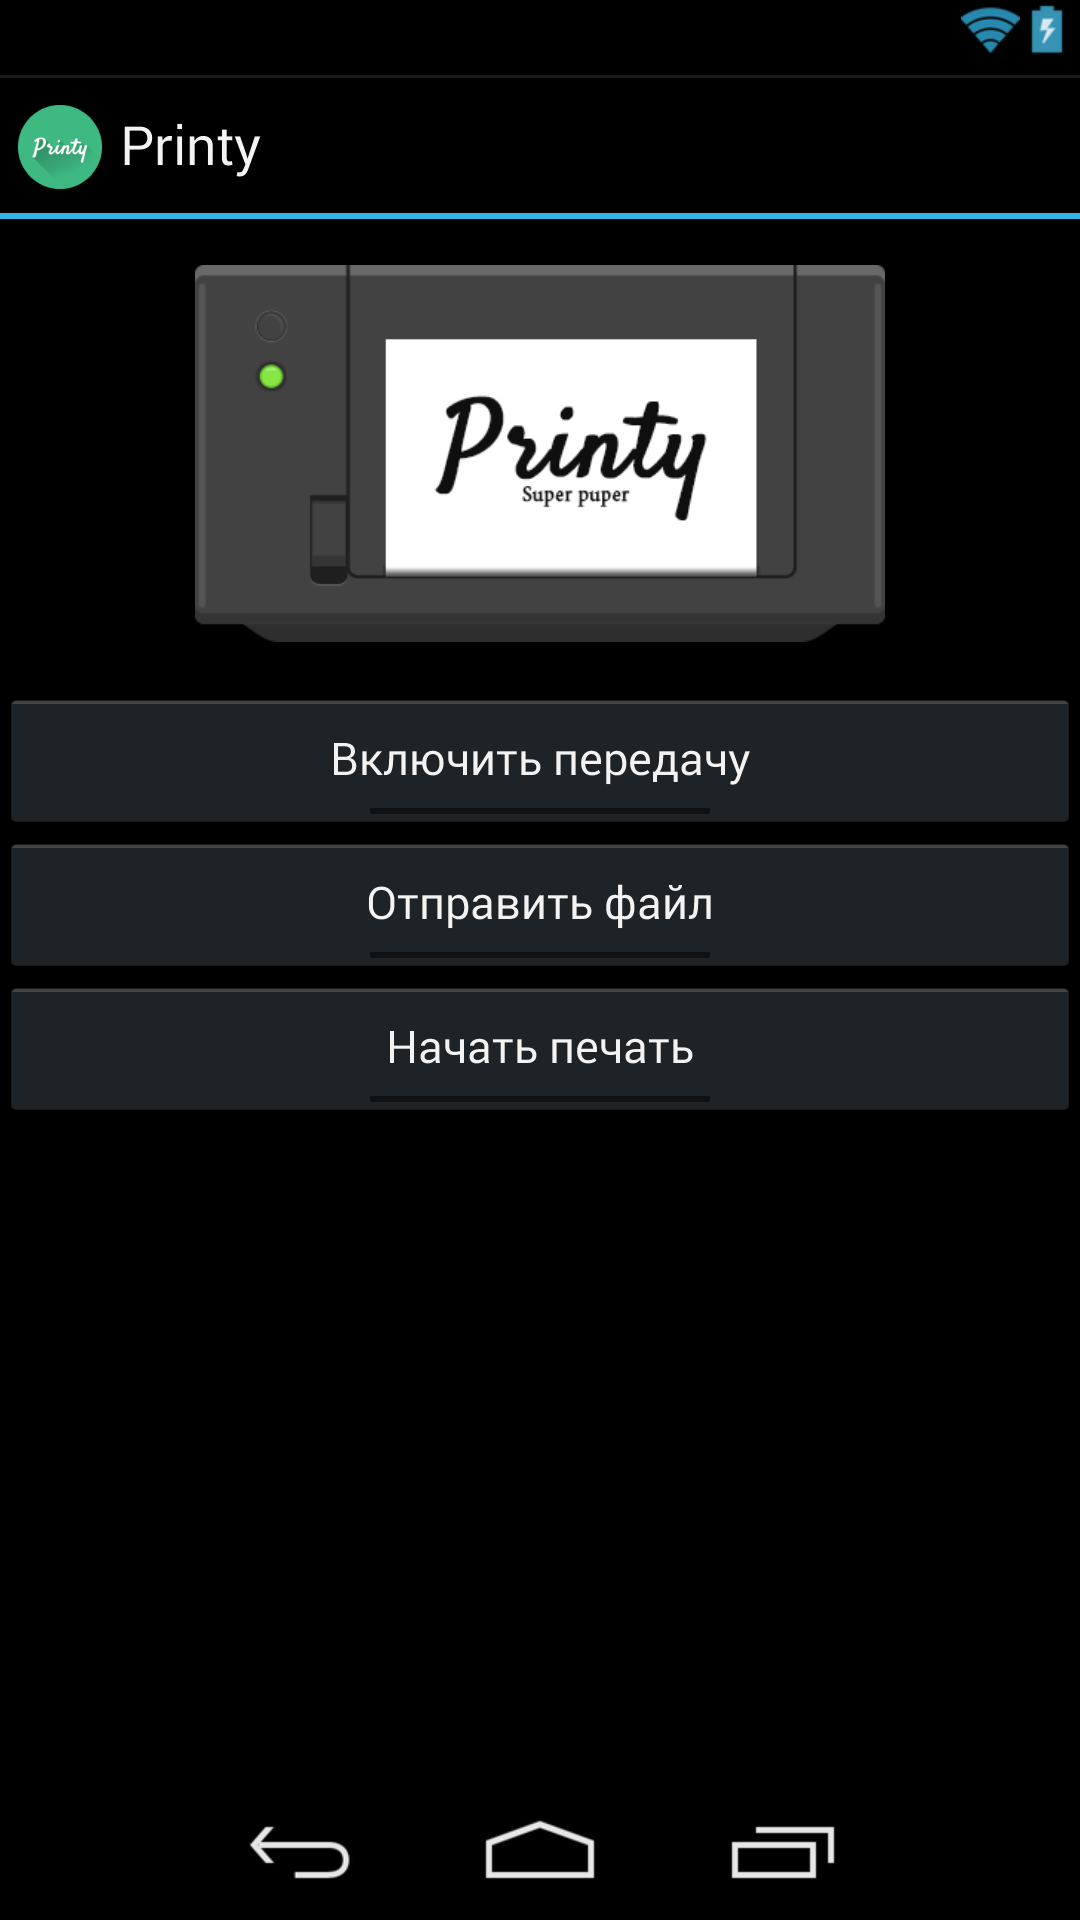 Printy
Printy
Printy
Super puper
Включить передачу
Отправить файл
Начать печать